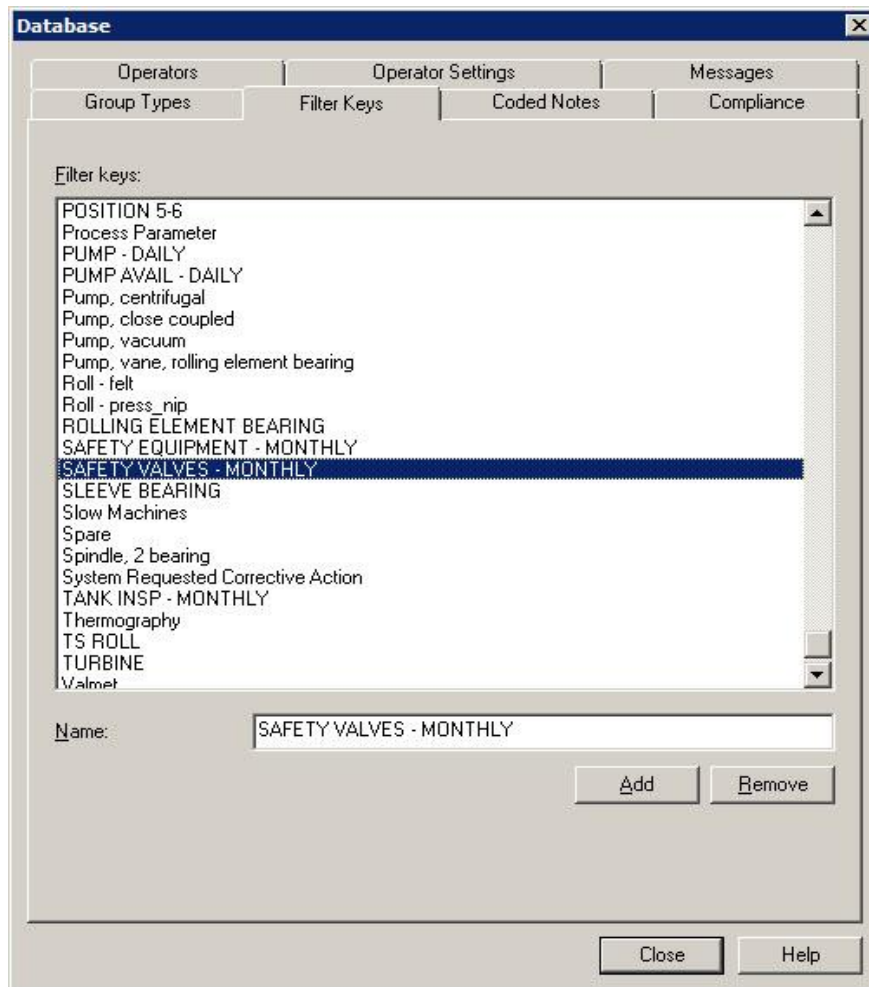 Database
Operators
Operator Settings
Messages
Group Types
Filter Keys
Coded Notes
Compliance
Filter keys:
POSITION 5-6
Process Parameter
PUMP - DAILY
PUMP AVAIL - DAILY
Pump, centrifugal
Pump, close coupled
Pump, vacuum
Pump, vane, rolling element bearing
Roll - felt
Roll - press_nip
ROLLING ELEMENT BEARING
SAFETY EQUIPMENT - MONTHLY
SAFETY VALVES - MONTHLY
SLEEVE BEARING
Slow Machines
Spare
Spindle, 2 bearing
System Requested Corrective Action
TANK INSP - MONTHLY
Thermography
TS ROLL
TURBINE
Valmet
Name:
SAFETY VALVES - MONTHLY
Add
Remove
Close
Help